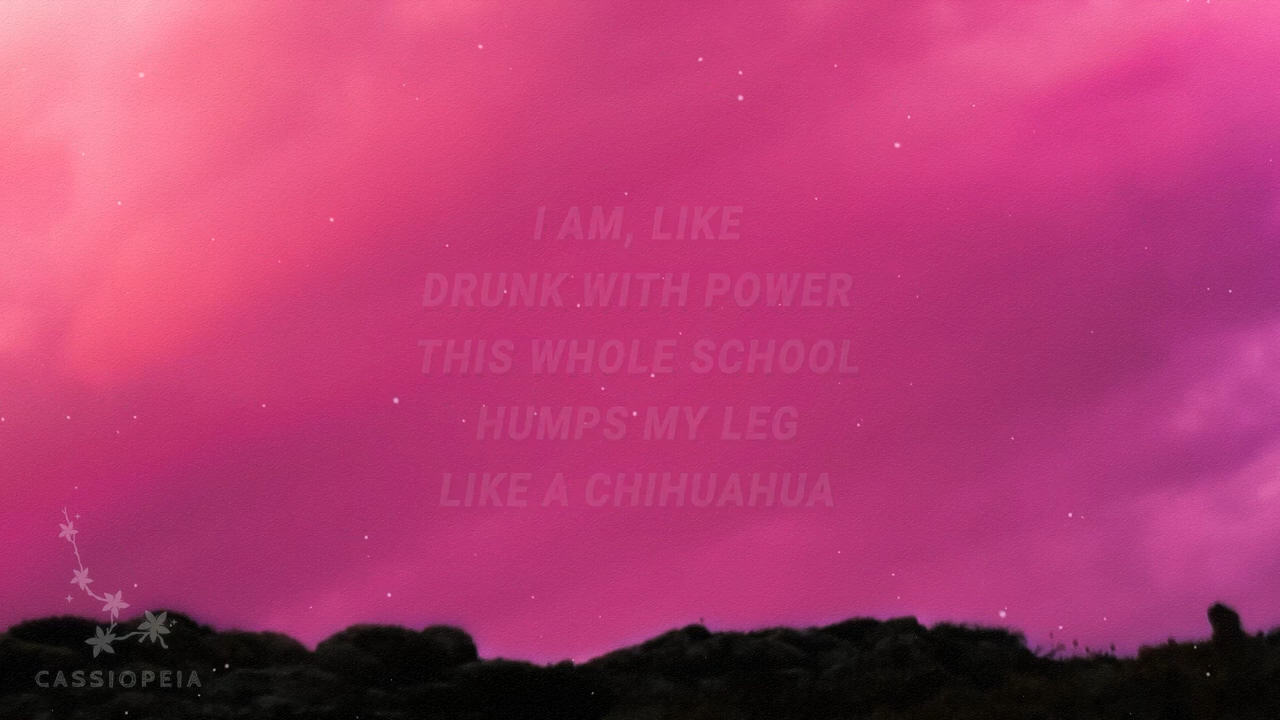 I AM, LIKE
DRUNK WITH POWER
THIS WHOLE SCHOOL
HUMPS MY LEG
LIKE A CHIHUAHUA
CASSIOPEIA